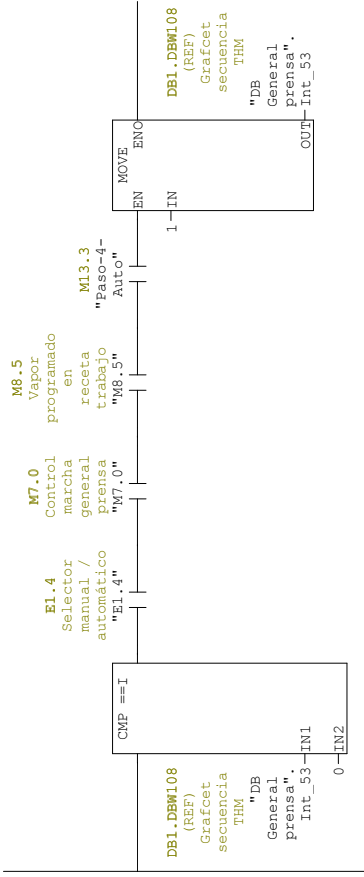 DB1.DBW108
(REF)
Grafcet
secuencia
THM
"DB
General
prensa".
Int_53
IN1
0
IN2
CMP ==I
E1.4
Selector
manual /
automático
"E1.4"
M7.0
Control
marcha
general
prensa
"M7.0"
M8.5
Vapor
programado
en
receta
trabajo
"M8.5"
M13.3
"Paso-4-
Auto"
MOVE
EN
ENO
1
IN
OUT
DB1.DBW108
(REF)
Grafcet
secuencia
THM
"DB
General
prensa".
Int_53